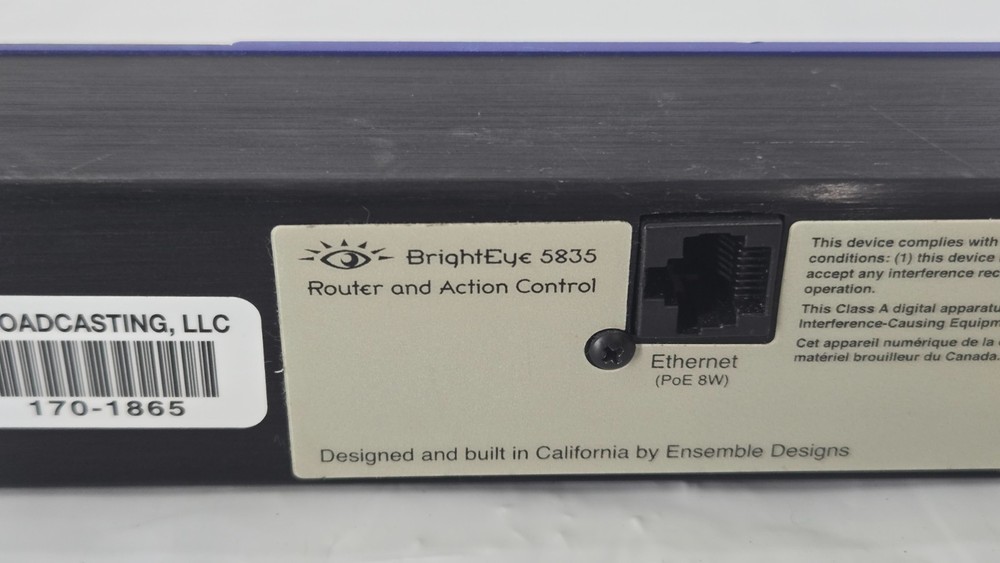 OADCASTING, LLC
170-1865
BrightEye 5835
Router and Action Control
Ethernet
(PoE 8W)
Designed and built in California by Ensemble Designs
This device complies with
conditions: (1) this device
accept any interference rec
operation.
This Class A digital apparatu
Interference-Causing Equipm
Cet appareil numérique de la
matériel brouilleur du Canada.